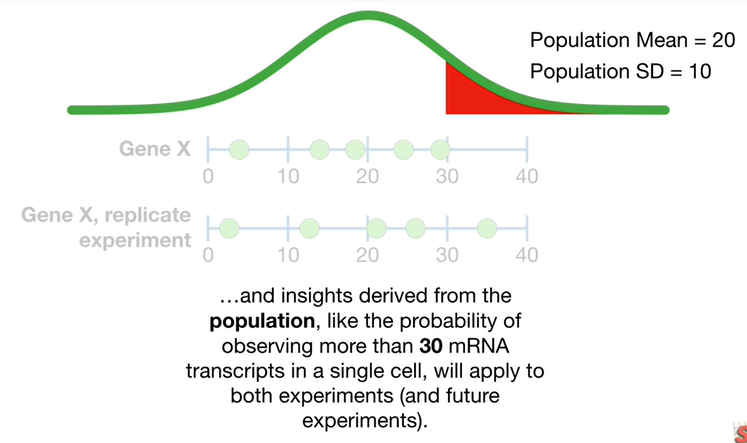 Population Mean = 20
Population SD = 10
Gene X
0 10 20 30 40
Gene X, replicate
experiment
0 10 20 30 40
...and insights derived from the
population, like the probability of
observing more than 30 mRNA
transcripts in a single cell, will apply to
both experiments (and future
experiments).